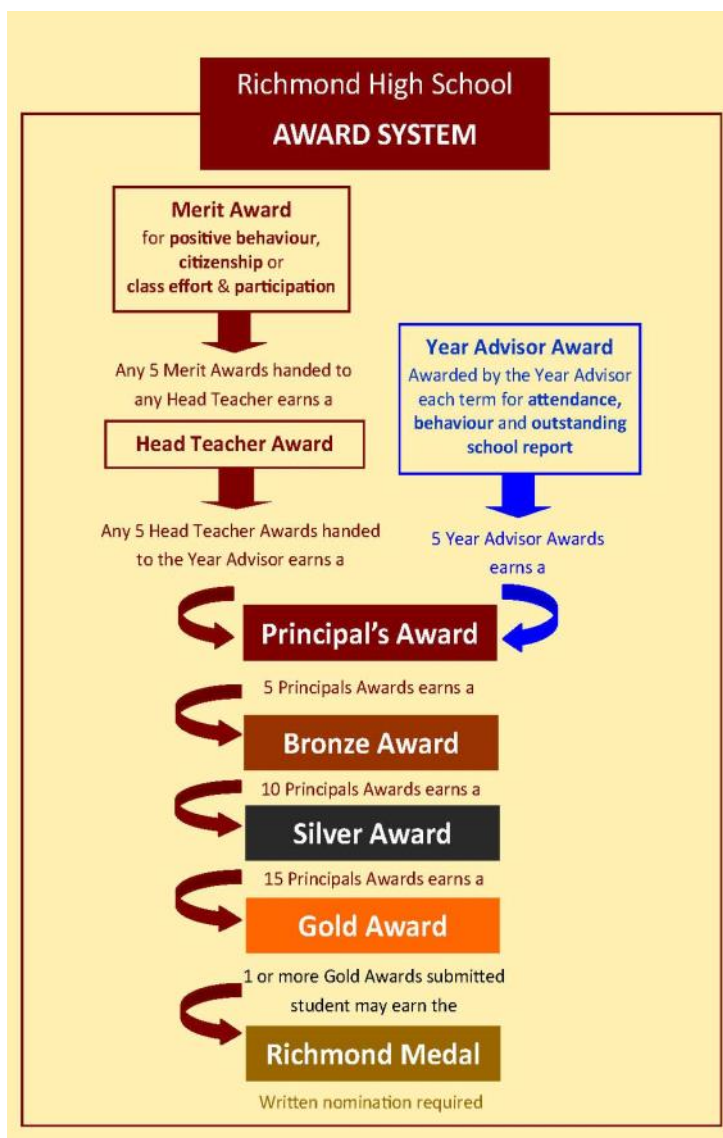 Richmond High School
AWARD SYSTEM
Merit Award
for positive behaviour,
citizenship or
class effort & participation
Any 5 Merit Awards handed to
any Head Teacher earns a
Head Teacher Award
Any 5 Head Teacher Awards handed
to the Year Advisor earns a
Year Advisor Award
Awarded by the Year Advisor
each term for attendance,
behaviour and outstanding
school report
5 Year Advisor Awards
earns a
Principal's Award
5 Principals Awards earns a
Bronze Award
10 Principals Awards earns a
Silver Award
15 Principals Awards earns a
Gold Award
1 or more Gold Awards submitted
student may earn the
Richmond Medal
Written nomination required